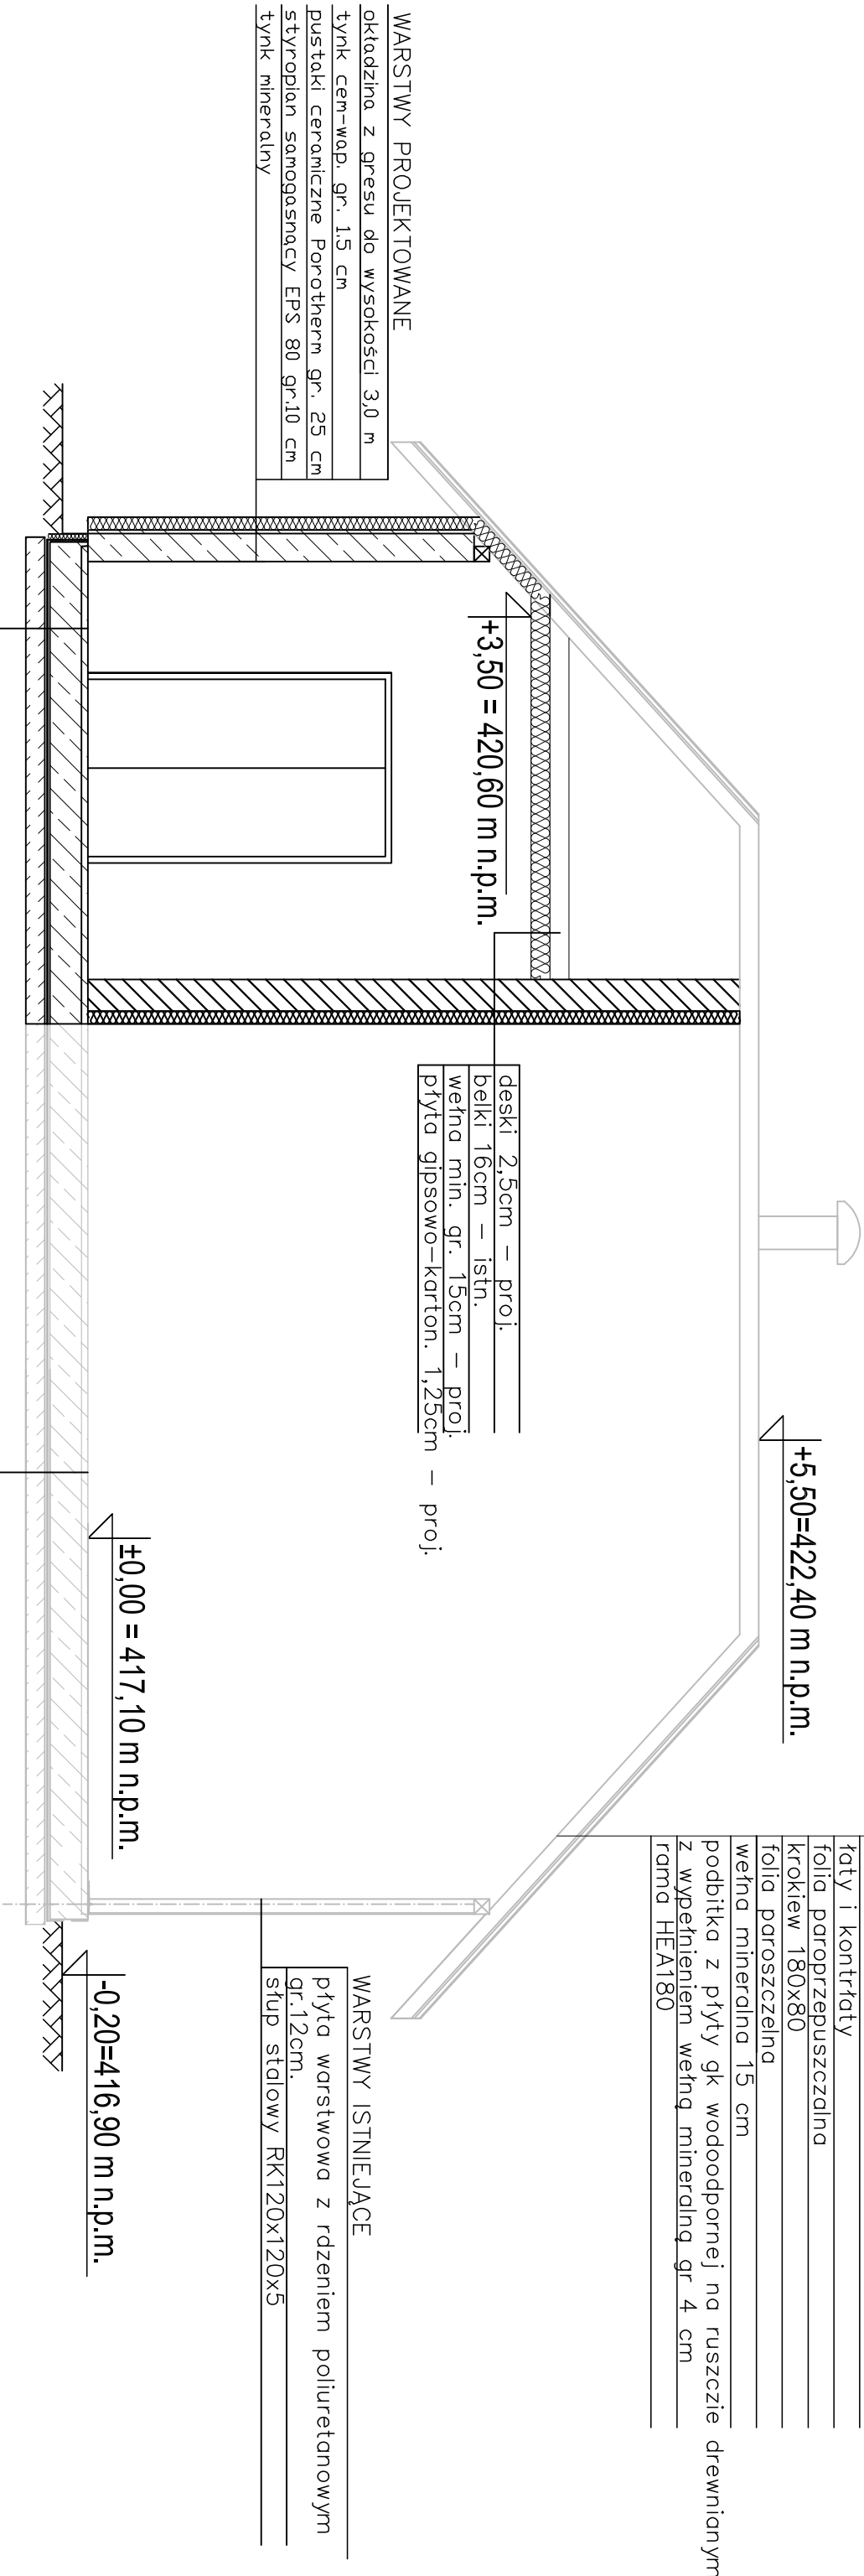 łaty i kontrłaty
folia paroprzepuszczalna
krokiew 180x80
folia paroszczelna
wełna mineralna 15 cm
podbitka z płyty gk wodoodpornej na ruszczie drewnianym
z wypełnieniem wełną mineralną gr 4 cm
rama HEA180
+5,50=422,40 m n.p.m.
deski 2,5cm – proj.
belki 16cm – istn.
wełna min. gr. 15cm – proj.
płyta gipsowo–karton. 1,25cm – proj.
+3,50 = 420,60 m n.p.m.
WARSTWY PROJEKTOWANE
okładzina z gresu do wysokości 3,0 m
tynk cem-wap. gr. 1.5 cm
pustaki ceramiczne Porotherm gr. 25 cm
styropian samogasnący EPS 80 gr.10 cm
tynk mineralny
WARSTWY ISTNIEJĄCE
płyta warstwowa z rdzeniem poliuretanowym
gr.12cm.
słup stalowy RK120x120x5
±0,00 = 417,10 m n.p.m.
-0,20=416,90 m n.p.m.